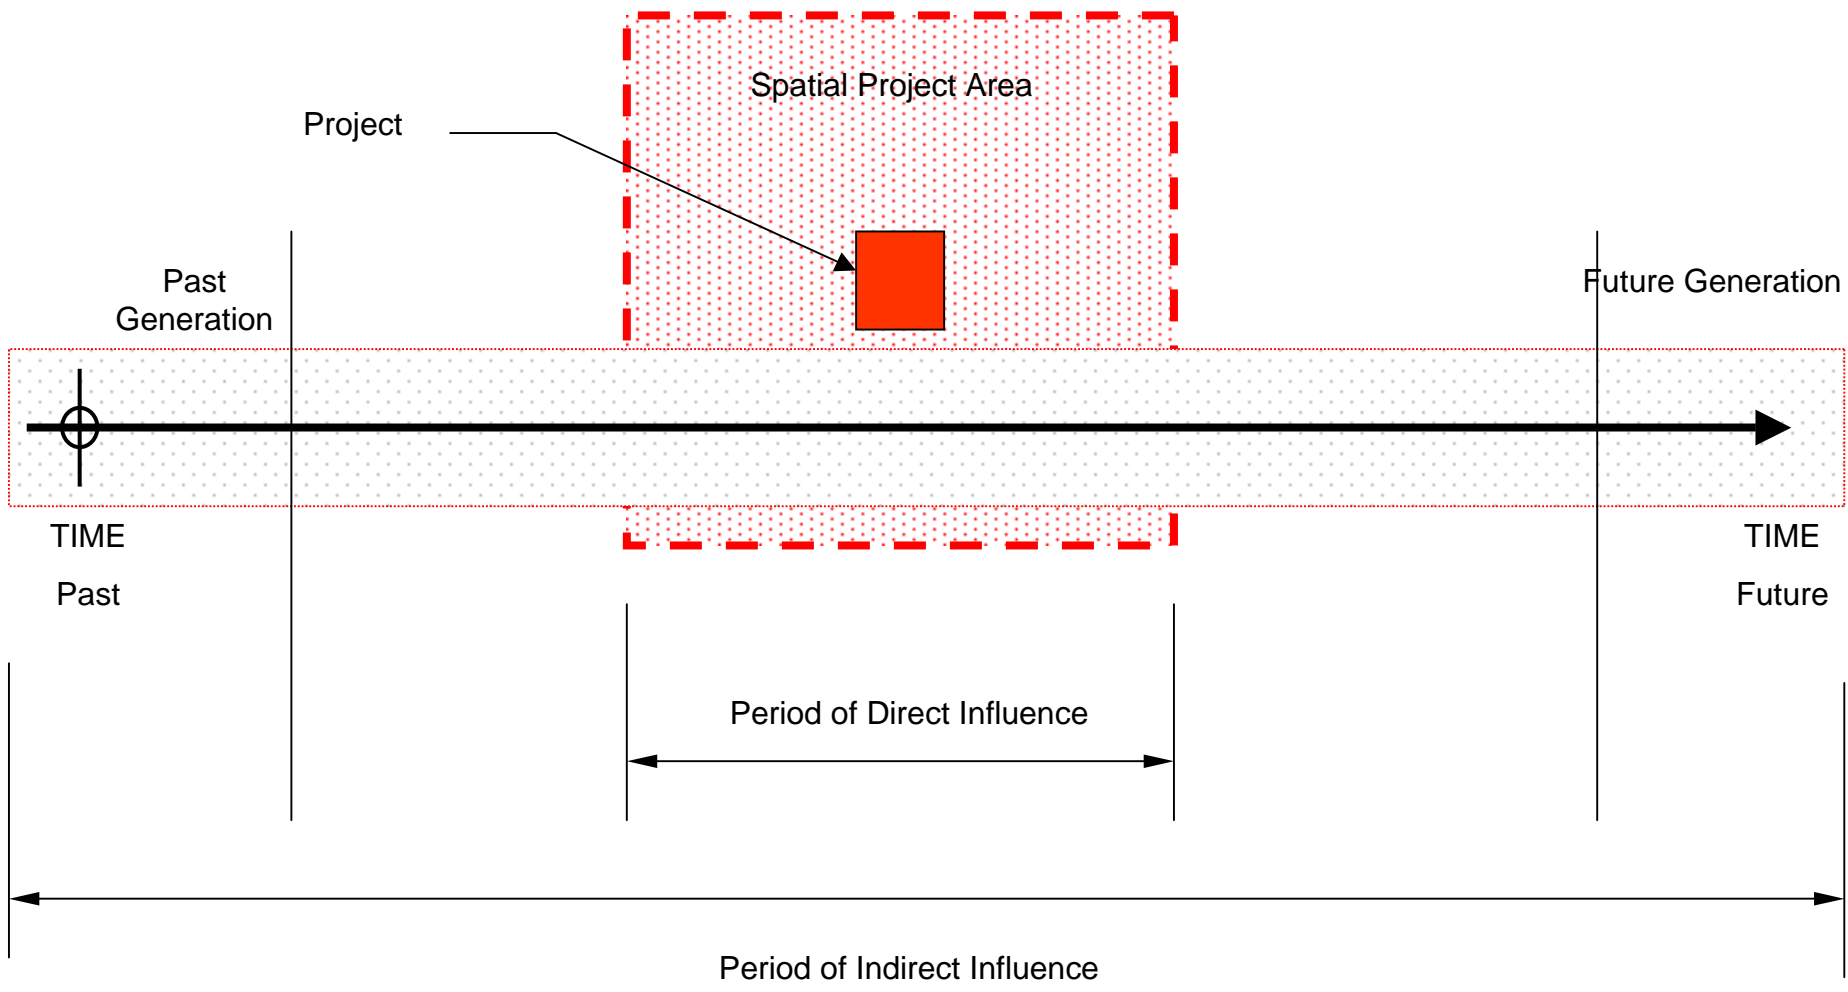 Spatial Project Area
Project
Past
Generation
Future Generation
TIME
Past
TIME
Future
Period of Direct Influence
Period of Indirect Influence